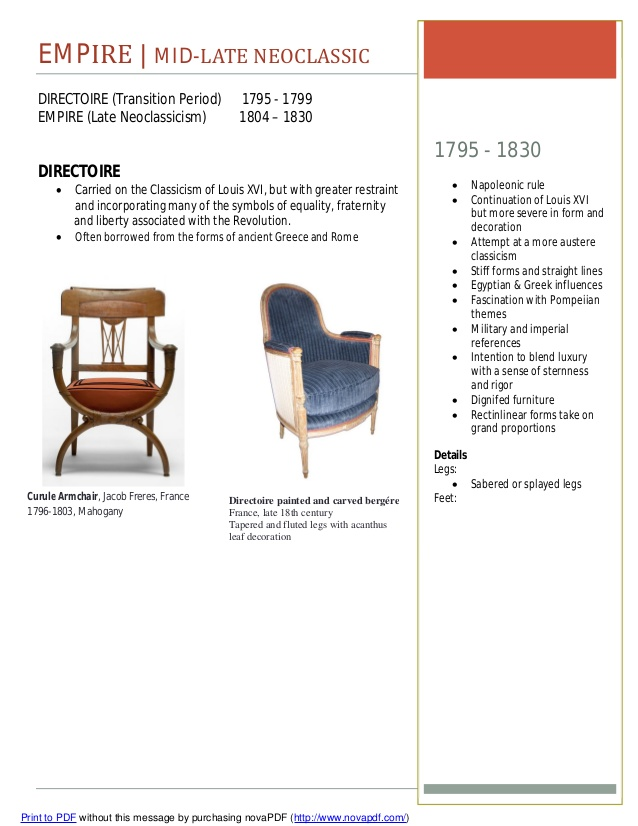 EMPIRE | MID-LATE NEOCLASSIC
DIRECTOIRE (Transition Period) 1795 - 1799
EMPIRE (Late Neoclassicism) 1804 – 1830
DIRECTOIRE
• Carried on the Classicism of Louis XVI, but with greater restraint
and incorporating many of the symbols of equality, fraternity
and liberty associated with the Revolution.
• Often borrowed from the forms of ancient Greece and Rome
Curule Armchair, Jacob Freres, France
1796-1803, Mahogany
Directoire painted and carved bergére
France, late 18th century
Tapered and fluted legs with acanthus
leaf decoration
1795 - 1830
• Napoleonic rule
• Continuation of Louis XVI
but more severe in form and
decoration
• Attempt at a more austere
classicism
• Stiff forms and straight lines
• Egyptian & Greek influences
• Fascination with Pompeiian
themes
• Military and imperial
references
• Intention to blend luxury
with a sense of sternness
and rigor
• Dignifed furniture
• Rectinlinear forms take on
grand proportions
Details
Legs:
• Sabered or splayed legs
Feet:
Print to PDF without this message by purchasing novaPDF (http://www.novapdf.com/)